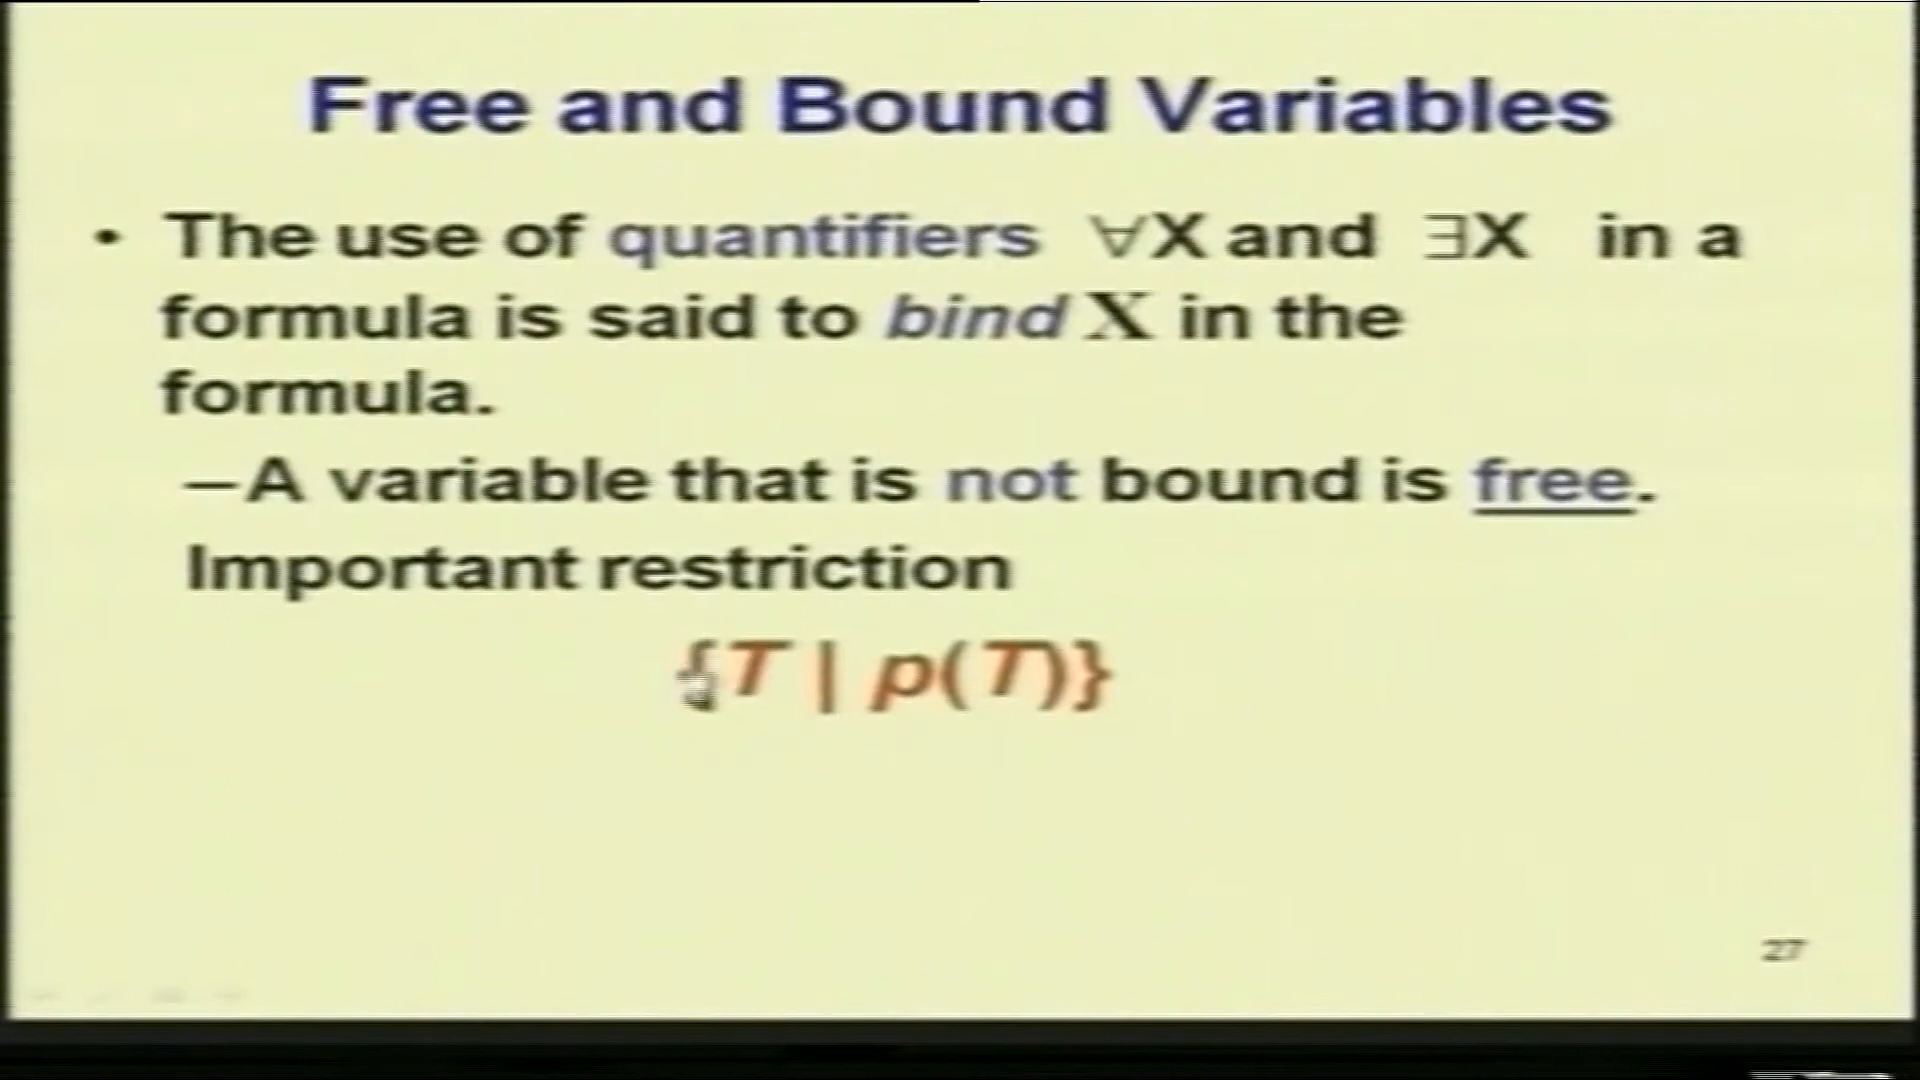 Free and Bound Variables
• The use of quantifiers ∀X and ∃X in a
formula is said to bind X in the
formula.
–A variable that is not bound is free.
Important restriction
{T | p(T)}
27